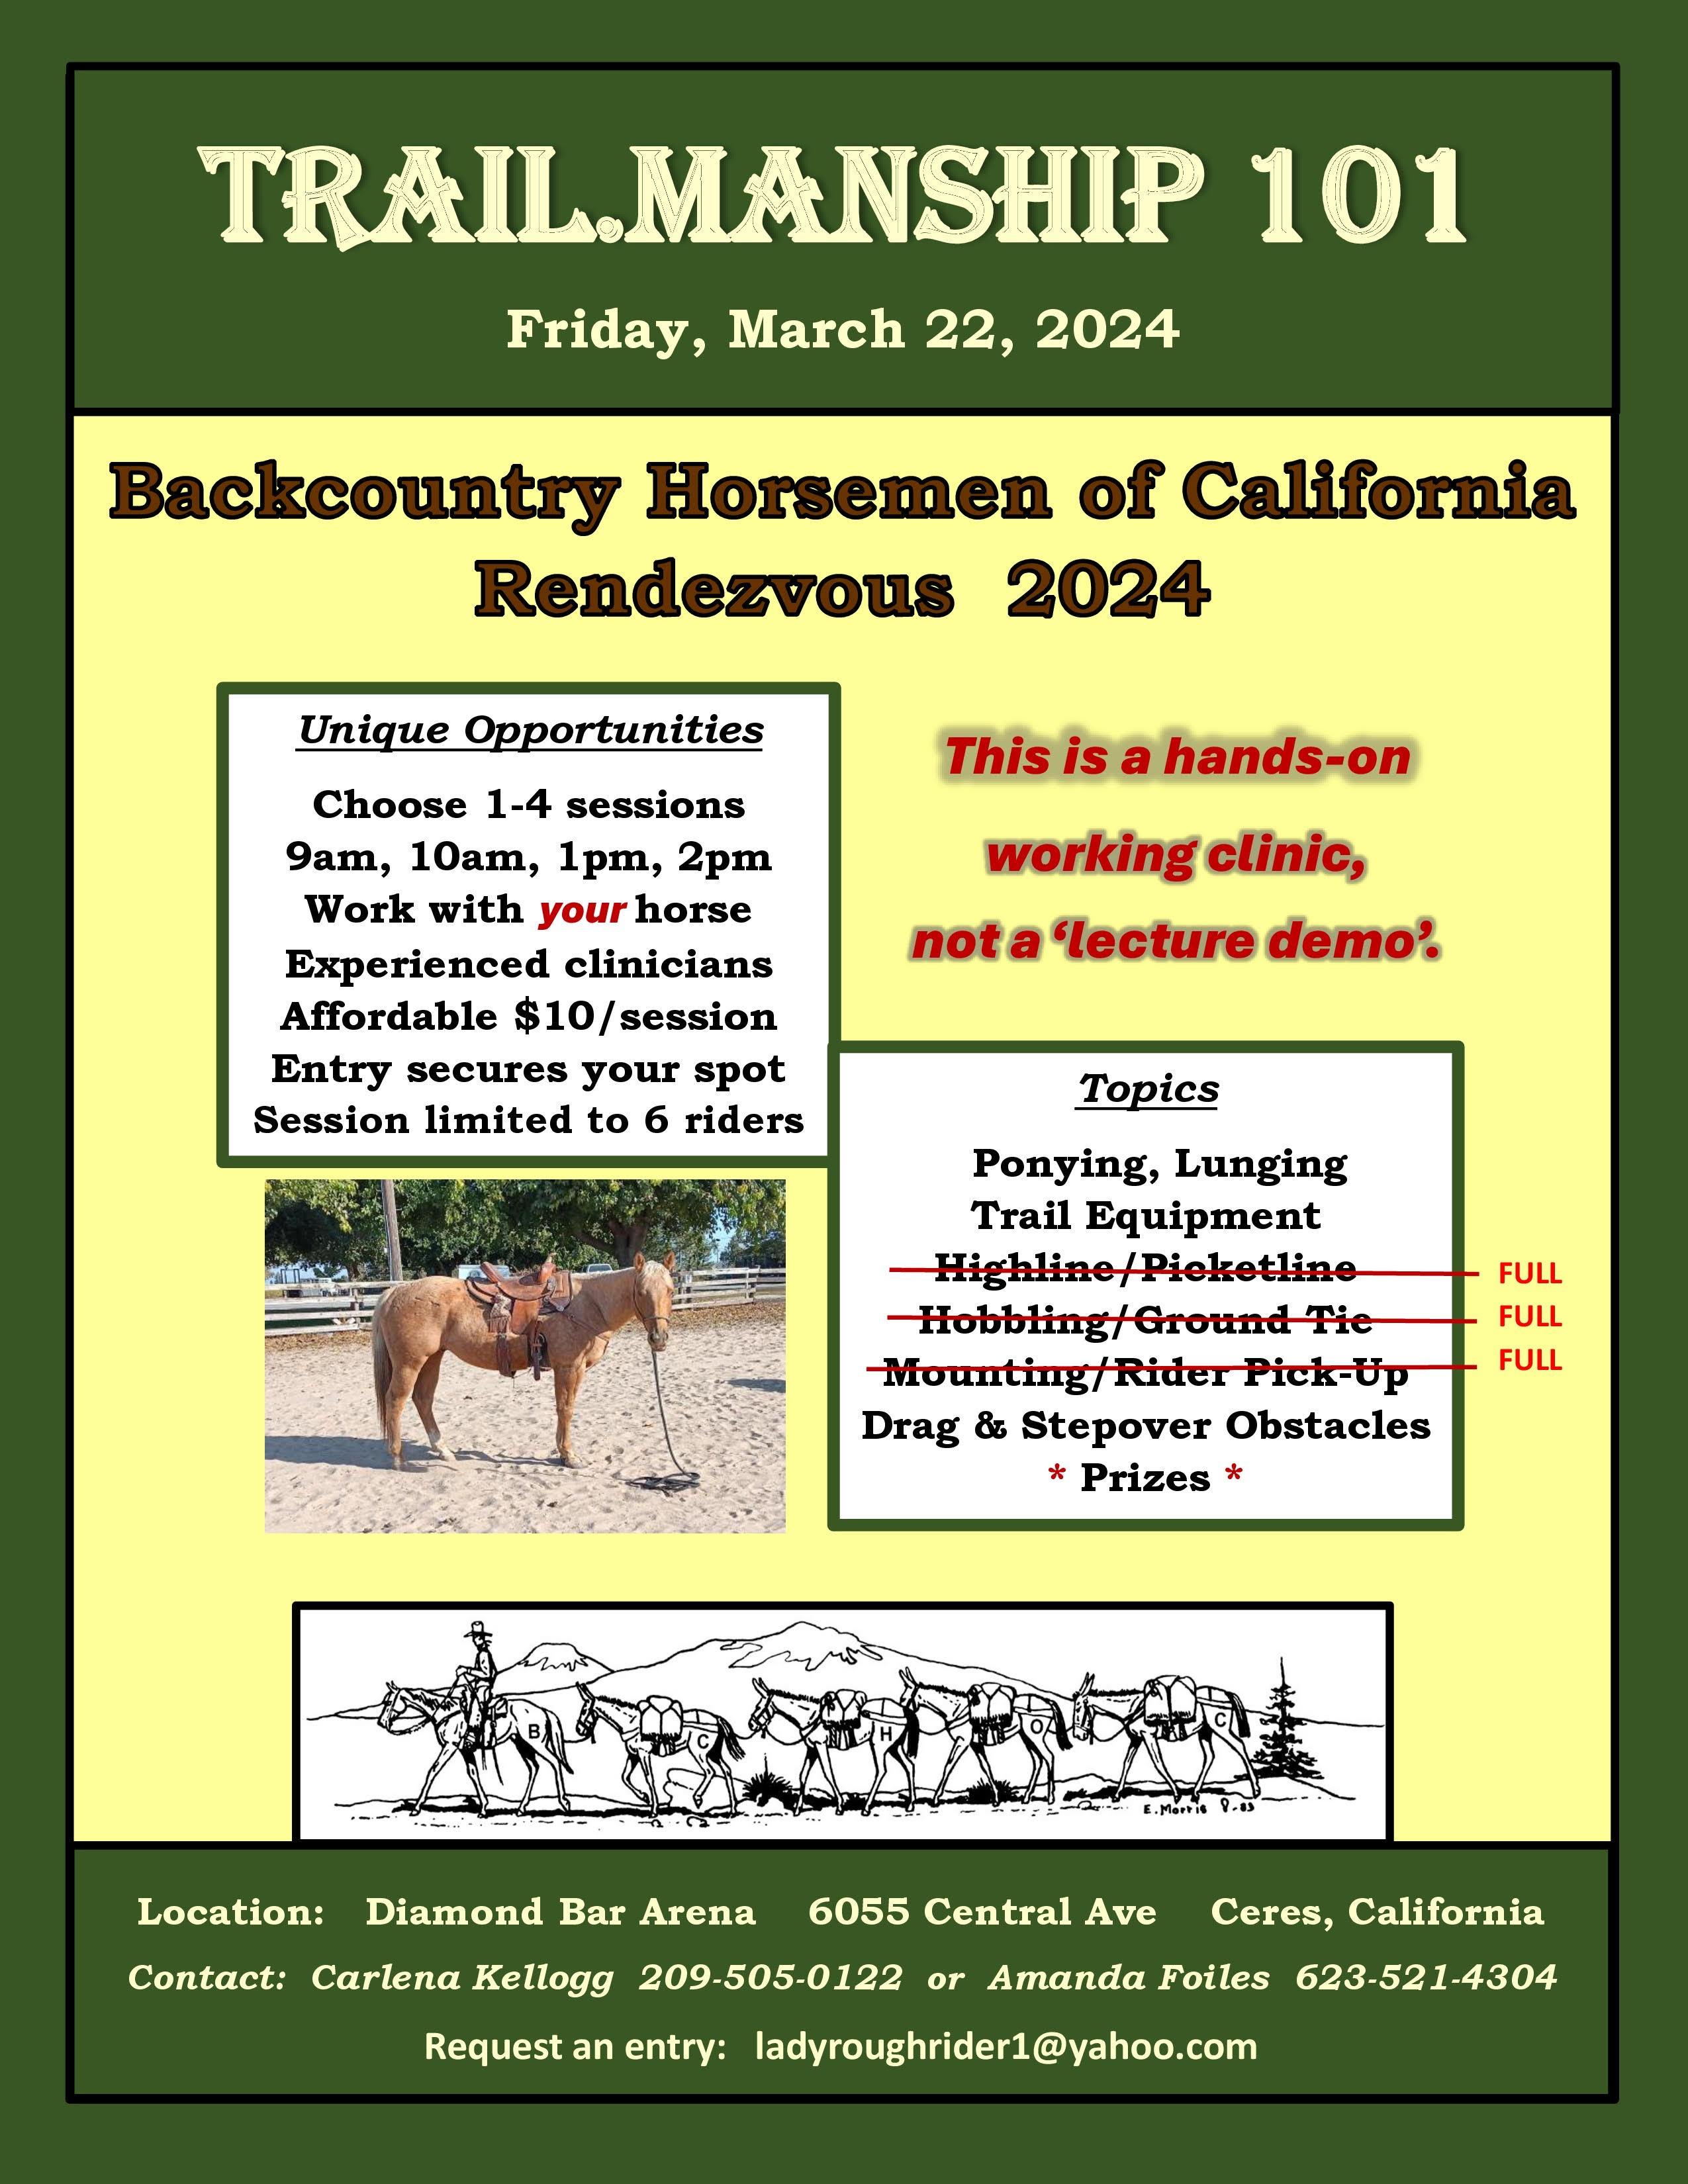 TRAIL.MANSHIP 101
Friday, March 22, 2024
Backcountry Horsemen of California
Rendezvous 2024
Unique Opportunities
Choose 1-4 sessions
9am, 10am, 1pm, 2pm
Work with your horse
Experienced clinicians
Affordable $10/session
Entry secures your spot
Session limited to 6 riders
This is a hands-on
working clinic,
not a ‘lecture demo’.
Topics
Ponying, Lunging
Trail Equipment
Highline/Picketline FULL
Hobbling/Ground Tie FULL
Mounting/Rider Pick-Up FULL
Drag & Stepover Obstacles
* Prizes *
B C H O C
E. Morris
Location: Diamond Bar Arena 6055 Central Ave Ceres, California
Contact: Carlena Kellogg 209-505-0122 or Amanda Foiles 623-521-4304
Request an entry: ladyroughrider1@yahoo.com